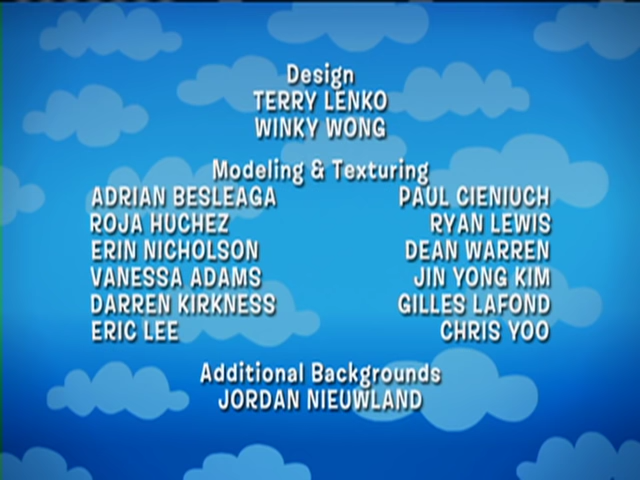 Design
TERRY LENKO
WINKY WONG
Modeling & Texturing
ADRIAN BESLEAGA PAUL CIENIUCH
ROJA HUCHEZ RYAN LEWIS
ERIN NICHOLSON DEAN WARREN
VANESSA ADAMS JIN YONG KIM
DARREN KIRKNESS GILLES LAFOND
ERIC LEE CHRIS YOO
Additional Backgrounds
JORDAN NIEUWLAND